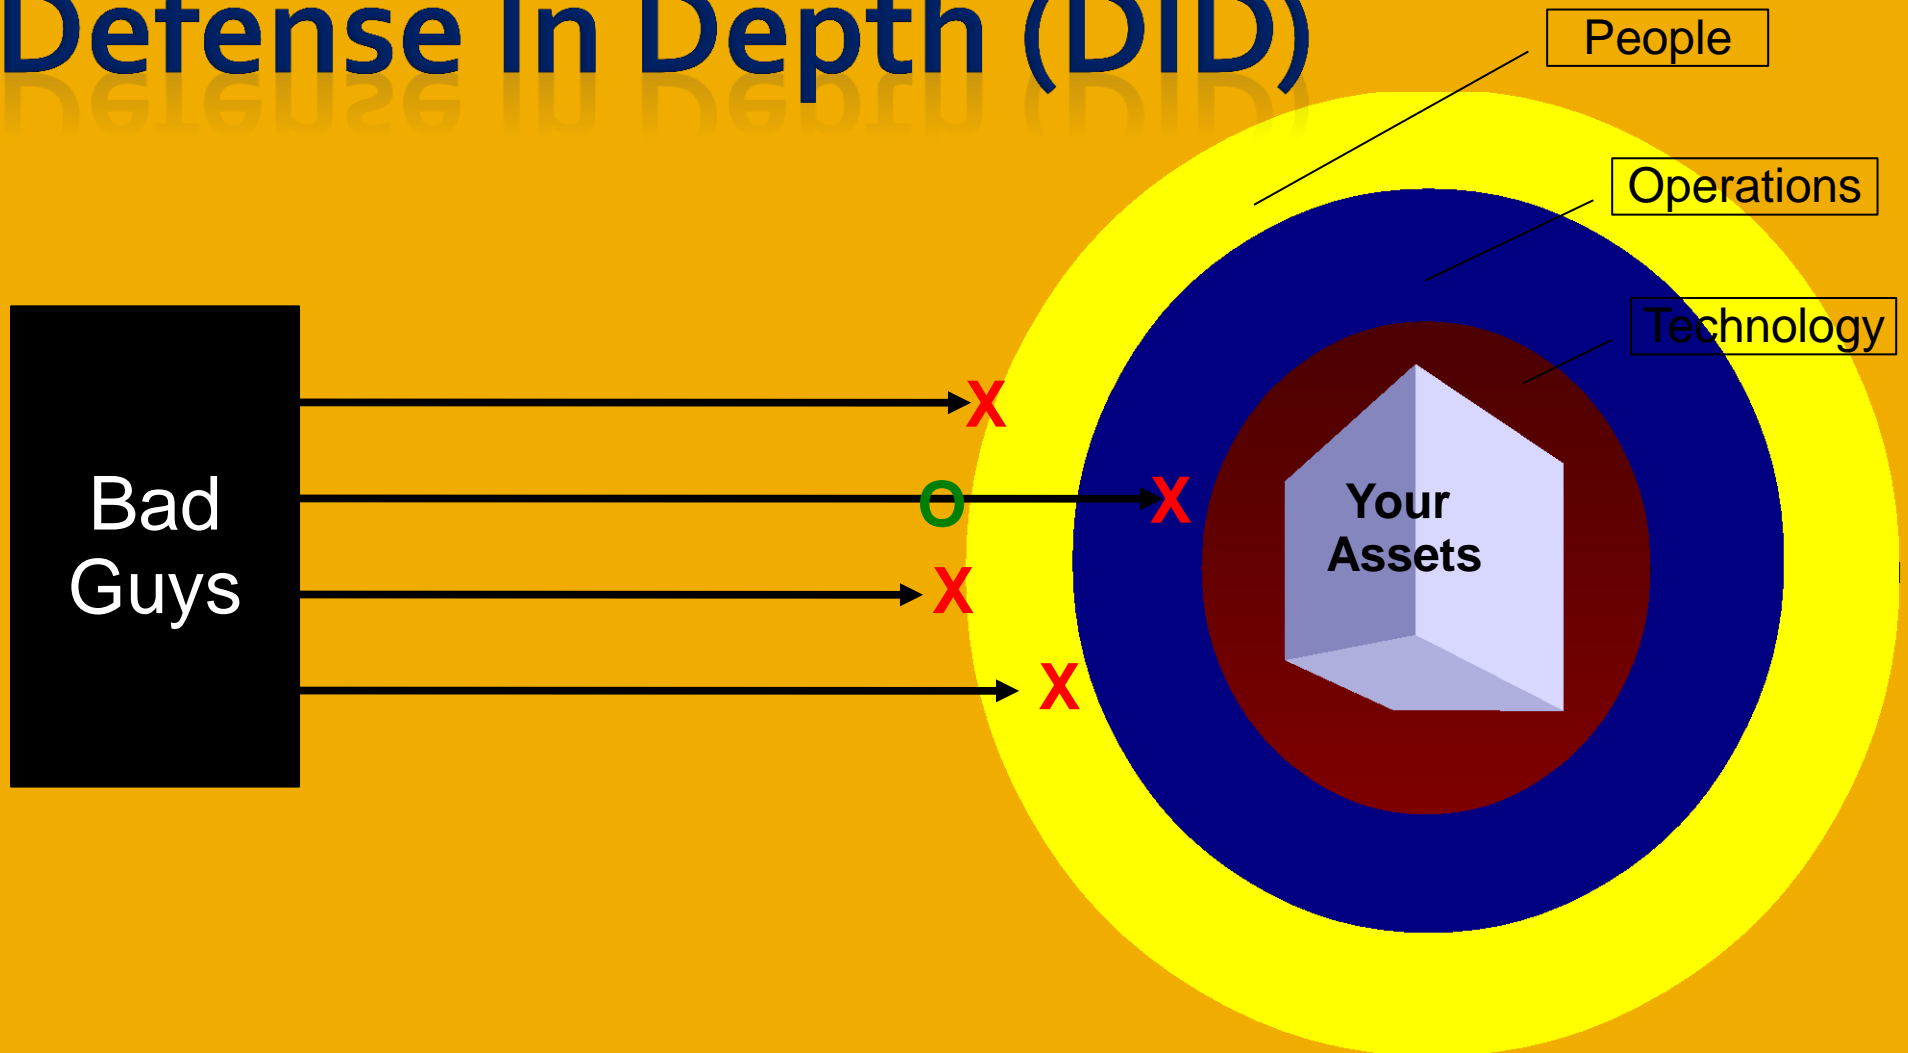 Defense In Depth (DID)
People
Operations
Technology
X
O
X
X
X
Bad
Guys
Your
Assets